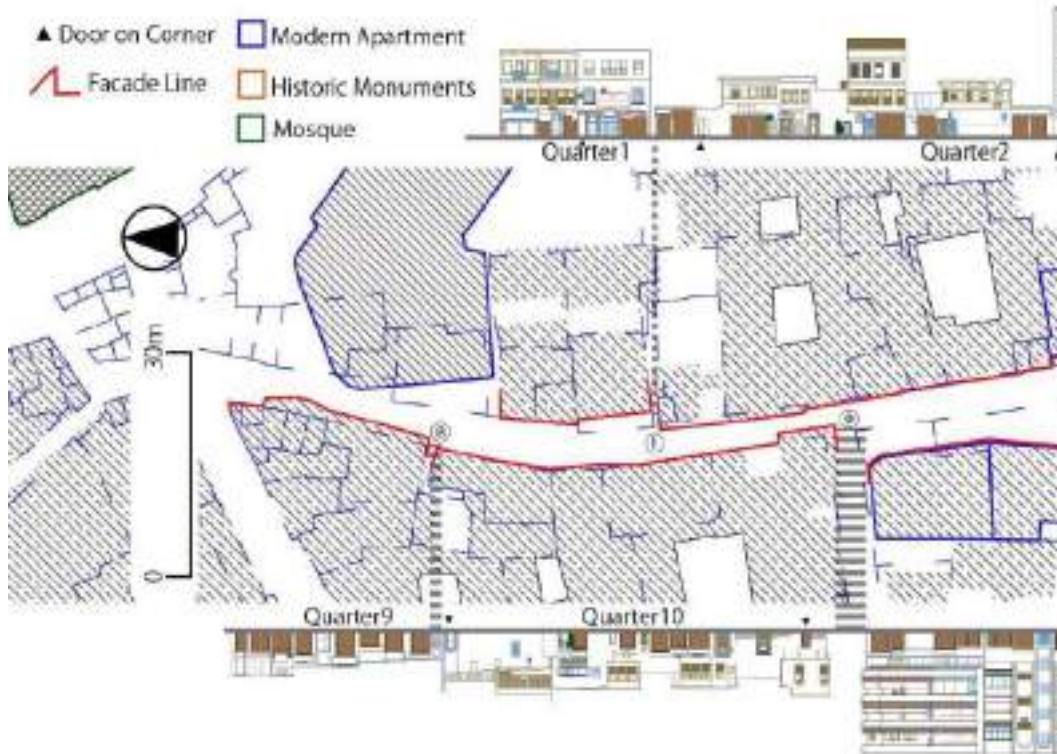 Door on Corner
Modern Apartment
Facade Line
Historic Monuments
Mosque
Quarter1
Quarter2
30m
0
Quarter9
Quarter10